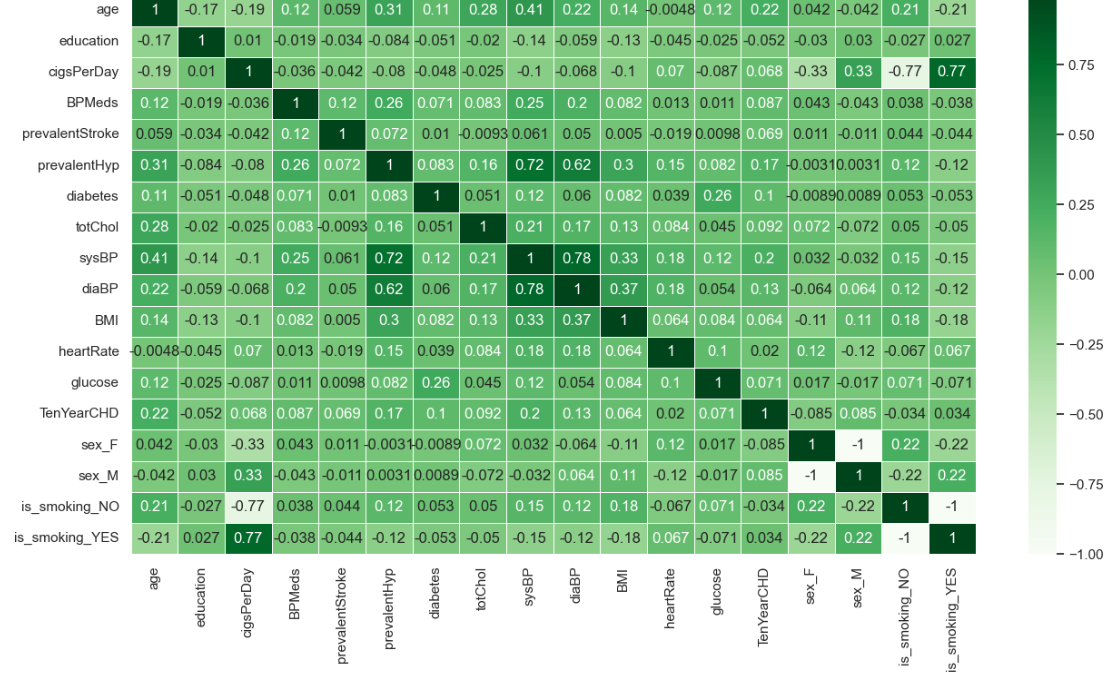 age 1 -0.17 -0.19 0.12 0.059 0.31 0.11 0.28 0.41 0.22 0.14 -0.0048 0.12 0.22 0.042 -0.042 0.21 -0.21
education -0.17 1 0.01 -0.019 -0.034 -0.084 -0.051 -0.02 -0.14 -0.059 -0.13 -0.045 -0.025 -0.052 -0.03 0.03 -0.027 0.027
cigsPerDay -0.19 0.01 1 -0.036 -0.042 -0.08 -0.048 -0.025 -0.1 -0.068 -0.1 0.07 -0.087 0.068 -0.33 0.33 -0.77 0.77 0.75
BPMeds 0.12 -0.019 -0.036 1 0.12 0.26 0.071 0.083 0.25 0.2 0.082 0.013 0.011 0.087 0.043 -0.043 0.038 -0.038
prevalentStroke 0.059 -0.034 -0.042 0.12 1 0.072 0.01 -0.0093 0.061 0.05 0.005 -0.019 0.0098 0.069 0.011 -0.011 0.044 -0.044 0.50
prevalentHyp 0.31 -0.084 -0.08 0.26 0.072 1 0.083 0.16 0.72 0.62 0.3 0.15 0.082 0.17 -0.0031 0.0031 0.12 -0.12
diabetes 0.11 -0.051 -0.048 0.071 0.01 0.083 1 0.051 0.12 0.06 0.082 0.039 0.26 0.1 -0.0089 0.0089 0.053 -0.053 0.25
totChol 0.28 -0.02 -0.025 0.083 -0.0093 0.16 0.051 1 0.21 0.17 0.13 0.084 0.045 0.092 0.072 -0.072 0.05 -0.05
sysBP 0.41 -0.14 -0.1 0.25 0.061 0.72 0.12 0.21 1 0.78 0.33 0.18 0.12 0.2 0.032 -0.032 0.15 -0.15 0.00
diaBP 0.22 -0.059 -0.068 0.2 0.05 0.62 0.06 0.17 0.78 1 0.37 0.18 0.054 0.13 -0.064 0.064 0.12 -0.12
BMI 0.14 -0.13 -0.1 0.082 0.005 0.3 0.082 0.13 0.33 0.37 1 0.064 0.084 0.064 -0.11 0.11 0.18 -0.18
heartRate -0.0048 -0.045 0.07 0.013 -0.019 0.15 0.039 0.084 0.18 0.18 0.064 1 0.1 0.02 0.12 -0.12 -0.067 0.067 −0.25
glucose 0.12 -0.025 -0.087 0.011 0.0098 0.082 0.26 0.045 0.12 0.054 0.084 0.1 1 0.071 0.017 -0.017 0.071 -0.071
TenYearCHD 0.22 -0.052 0.068 0.087 0.069 0.17 0.1 0.092 0.2 0.13 0.064 0.02 0.071 1 -0.085 0.085 -0.034 0.034 −0.50
sex_F 0.042 -0.03 -0.33 0.043 0.011 -0.0031 -0.0089 0.072 0.032 -0.064 -0.11 0.12 0.017 -0.085 1 -1 0.22 -0.22
sex_M -0.042 0.03 0.33 -0.043 -0.011 0.0031 0.0089 -0.072 -0.032 0.064 0.11 -0.12 -0.017 0.085 -1 1 -0.22 0.22 −0.75
is_smoking_NO 0.21 -0.027 -0.77 0.038 0.044 0.12 0.053 0.05 0.15 0.12 0.18 -0.067 0.071 -0.034 0.22 -0.22 1 -1
is_smoking_YES -0.21 0.027 0.77 -0.038 -0.044 -0.12 -0.053 -0.05 -0.15 -0.12 -0.18 0.067 -0.071 0.034 -0.22 0.22 -1 1 −1.00
age
education
cigsPerDay
BPMeds
prevalentStroke
prevalentHyp
diabetes
totChol
sysBP
diaBP
BMI
heartRate
glucose
TenYearCHD
sex_F
sex_M
is_smoking_NO
is_smoking_YES